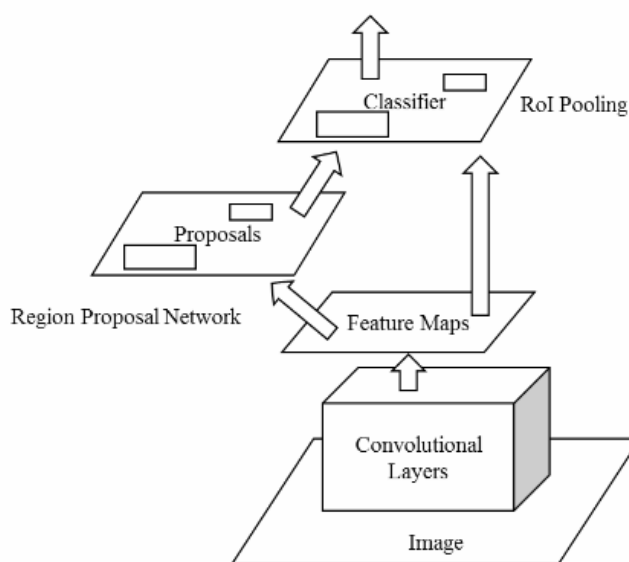 Classifier
RoI Pooling
Proposals
Region Proposal Network
Feature Maps
Convolutional
Layers
Image